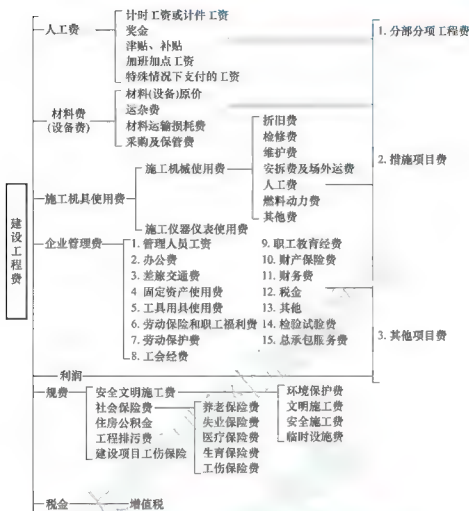 建设工程费
人工费
计时工资或计件工资
奖金
津贴、补贴
加班加点工资
特殊情况下支付的工资
材料费
(设备费)
材料(设备)原价
运杂费
材料运输损耗费
采购及保管费
施工机具使用费
施工机械使用费
折旧费
检修费
维护费
安拆费及场外运费
人工费
燃料动力费
其他费
施工仪器仪表使用费
企业管理费
1. 管理人员工资
2. 办公费
3. 差旅交通费
4 固定资产使用费
5. 工具用具使用费
6. 劳动保险和职工福利费
7. 劳动保护费
8. 工会经费
9. 职工教育经费
10. 财产保险费
11. 财务费
12. 税金
13. 其他
14. 检验试验费
15. 总承包服务费
利润
1. 分部分项工程费
2. 措施项目费
3. 其他项目费
规费
安全文明施工费
环境保护费
文明施工费
安全施工费
临时设施费
社会保险费
养老保险费
失业保险费
医疗保险费
生育保险费
工伤保险费
住房公积金
工程排污费
建设项目工伤保险
税金
增值税